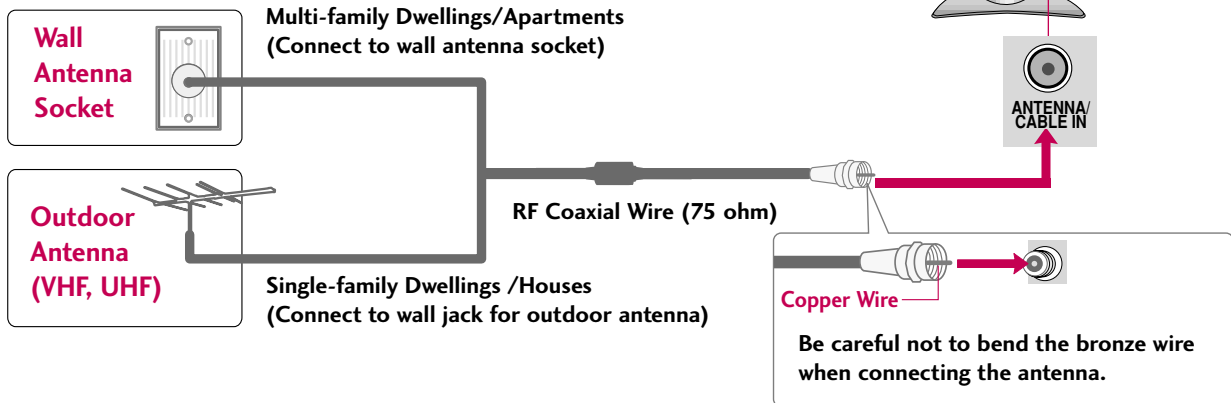 Wall
Antenna
Socket
Multi-family Dwellings/Apartments
(Connect to wall antenna socket)
ANTENNA/
CABLE IN
Outdoor
Antenna
(VHF, UHF)
RF Coaxial Wire (75 ohm)
Single-family Dwellings /Houses
(Connect to wall jack for outdoor antenna)
Copper Wire
Be careful not to bend the bronze wire
when connecting the antenna.